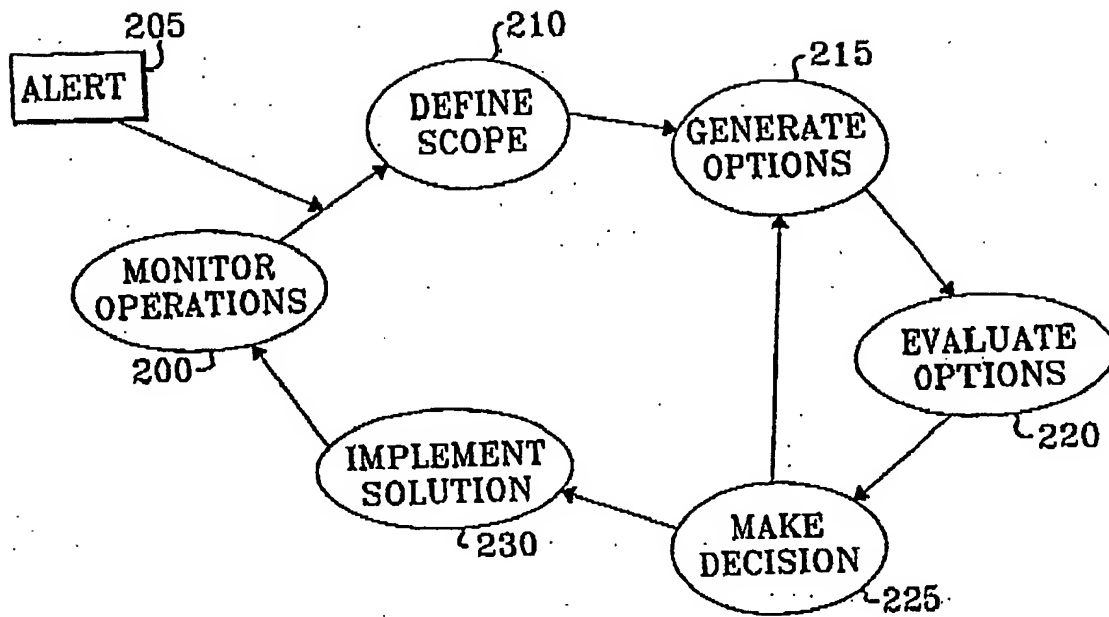 205
ALERT
210
DEFINE
SCOPE
215
GENERATE
OPTIONS
MONITOR
OPERATIONS
200
EVALUATE
OPTIONS
220
IMPLEMENT
SOLUTION
230
MAKE
DECISION
225